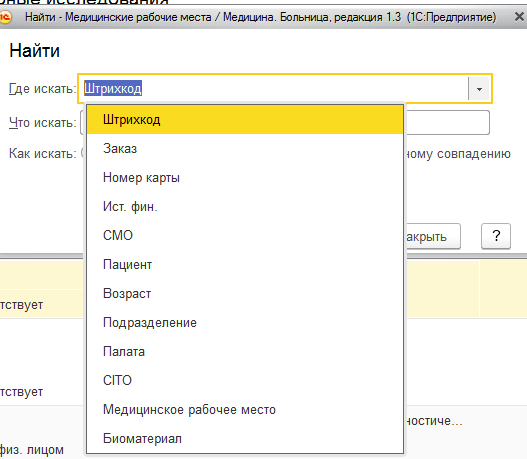 Найти - Медицинские рабочие места / Медицина. Больница, редакция 1.3 (1С:Предприятие)
Найти
Где искать: Штрихкод
Что искать:
Как искать:
ному совпадению
Штрихкод
Заказ
Номер карты
Ист. фин.
СМО
Пациент
Возраст
Подразделение
Палата
CITO
Медицинское рабочее место
Биоматериал
акрыть
?
тствует
тствует
ностиче...
физ. лицом